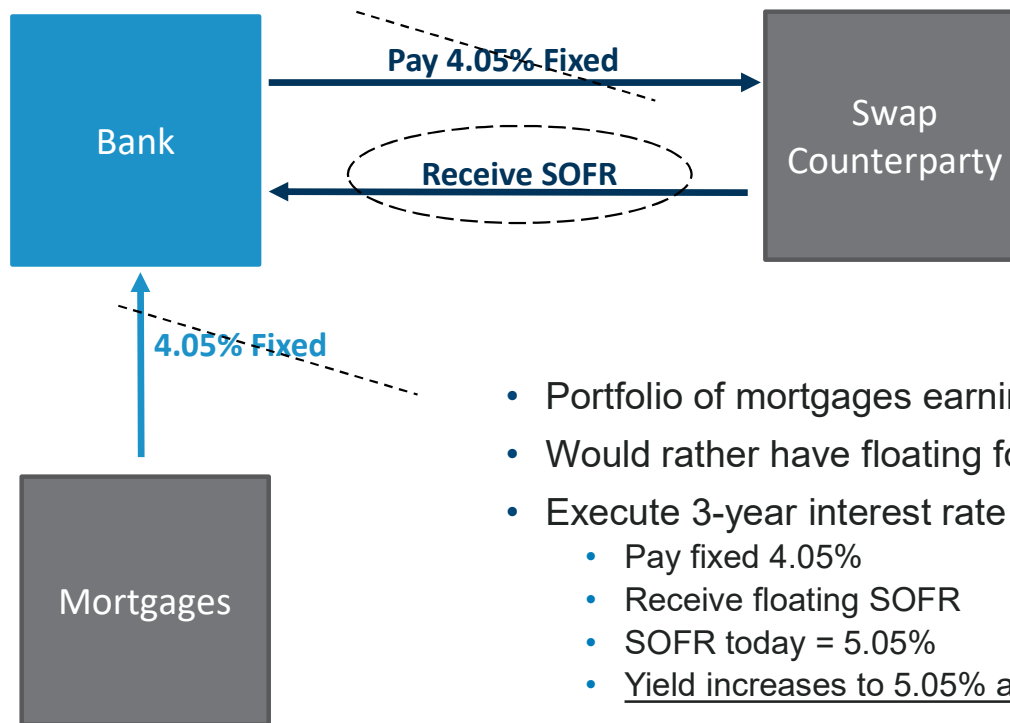 Pay 4.05% Fixed
Bank
Swap
Counterparty
Receive SOFR
4.05% Fixed
• Portfolio of mortgages
• Would rather have floating
• Execute 3-year interest rate
Mortgages
• Pay fixed 4.05%
• Receive floating SOFR
• SOFR today = 5.05%
• Yield increases to 5.05%